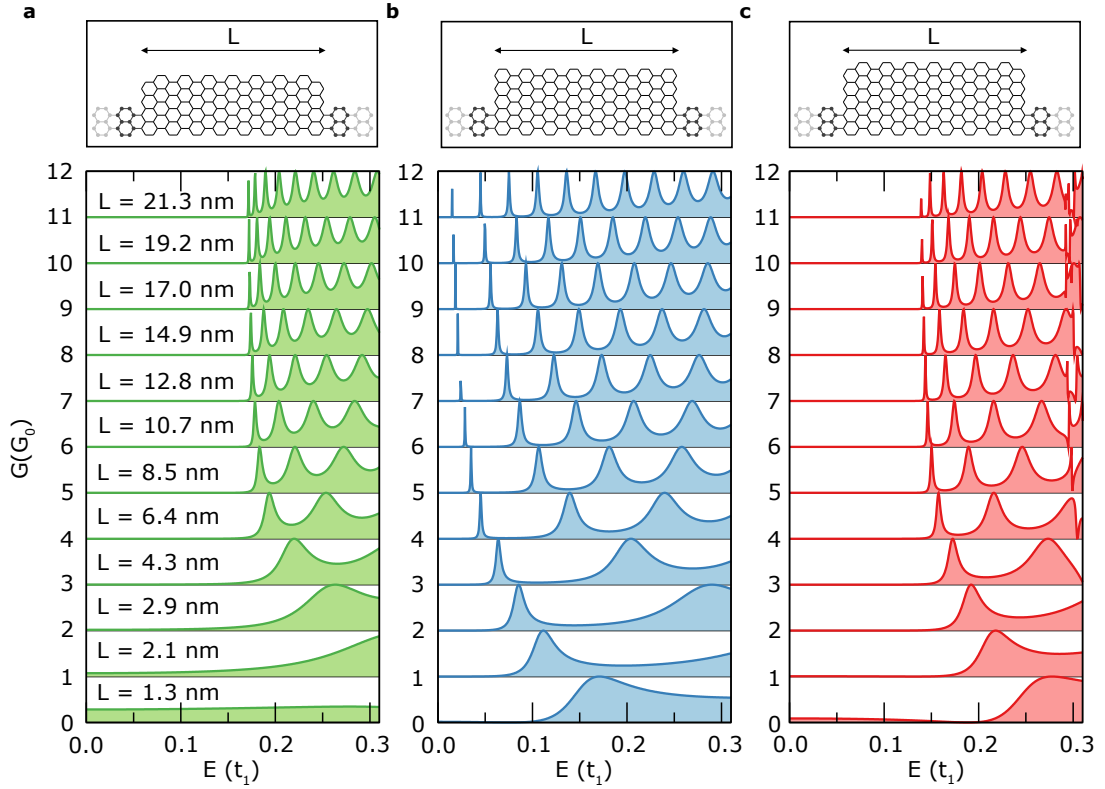 a
b
c
L
L
L
12
11
10
9
8
7
6
5
4
3
2
1
0
L = 21.3 nm
L = 19.2 nm
L = 17.0 nm
L = 14.9 nm
L = 12.8 nm
L = 10.7 nm
L = 8.5 nm
L = 6.4 nm
L = 4.3 nm
L = 2.9 nm
L = 2.1 nm
L = 1.3 nm
G(G₀)
0.0 0.1 0.2 0.3
E (t₁)
12
11
10
9
8
7
6
5
4
3
2
1
0
0.0 0.1 0.2 0.3
E (t₁)
12
11
10
9
8
7
6
5
4
3
2
1
0
0.0 0.1 0.2 0.3
E (t₁)